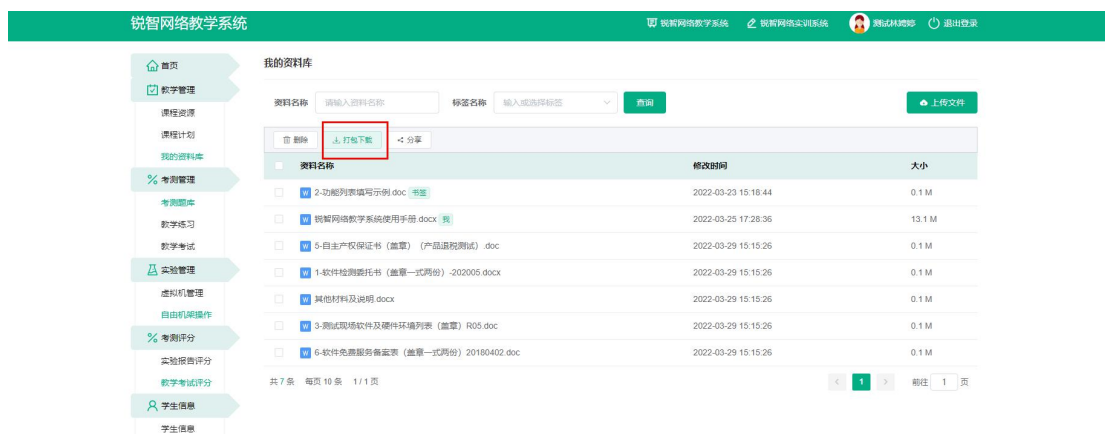 锐智网络教学系统 锐智网络教学系统 锐智网络实训系统 测试林婷婷 退出登录
首页
教学管理
课程资源
课程计划
我的资料库
考测管理
考测题库
教学练习
教学考试
实验管理
虚拟机管理
自由机架操作
考测评分
实验报告评分
教学考试评分
学生信息
学生信息
我的资料库
资料名称 请输入资料名称 标签名称 输入或选择标签 查询 上传文件
删除 打包下载 分享
资料名称 修改时间 大小
2-功能列表填写示例.doc 书签 2022-03-23 15:18:44 0.1 M
锐智网络教学系统使用手册.docx 我 2022-03-25 17:28:36 13.1 M
5-自主产权保证书（盖章）（产品退税测试）.doc 2022-03-29 15:15:26 0.1 M
1-软件检测委托书（盖章一式两份）-202005.docx 2022-03-29 15:15:26 0.1 M
其他材料及说明.docx 2022-03-29 15:15:26 0.1 M
3-测试现场软件及硬件环境列表（盖章）R05.doc 2022-03-29 15:15:26 0.1 M
6-软件免费服务备案表（盖章一式两份）20180402.doc 2022-03-29 15:15:26 0.1 M
共 7 条 每页 10 条 1 / 1 页 < 1 > 前往 1 页